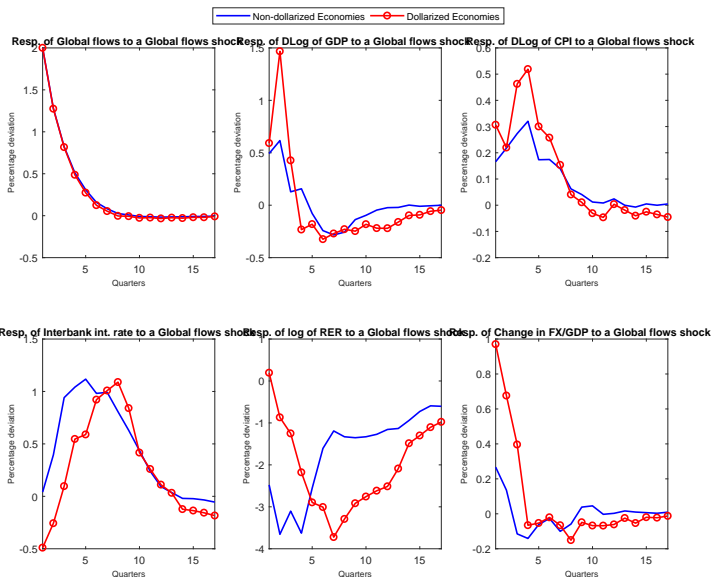 Non-dollarized Economies Dollarized Economies
Resp. of Global flows to a Global flows shock
Percentage deviation
2
1.5
1
0.5
0
-0.5
5 10 15
Quarters
Resp. of DLog of GDP to a Global flows shock
Percentage deviation
1.5
1
0.5
0
-0.5
5 10 15
Quarters
Resp. of DLog of CPI to a Global flows shock
Percentage deviation
0.6
0.5
0.4
0.3
0.2
0.1
0
-0.1
-0.2
5 10 15
Quarters
Resp. of Interbank int. rate to a Global flows shock
Percentage deviation
1.5
1
0.5
0
-0.5
5 10 15
Quarters
Resp. of log of RER to a Global flows shock
Percentage deviation
1
0
-1
-2
-3
-4
5 10 15
Quarters
Resp. of Change in FX/GDP to a Global flows shock
Percentage deviation
1
0.8
0.6
0.4
0.2
0
-0.2
5 10 15
Quarters